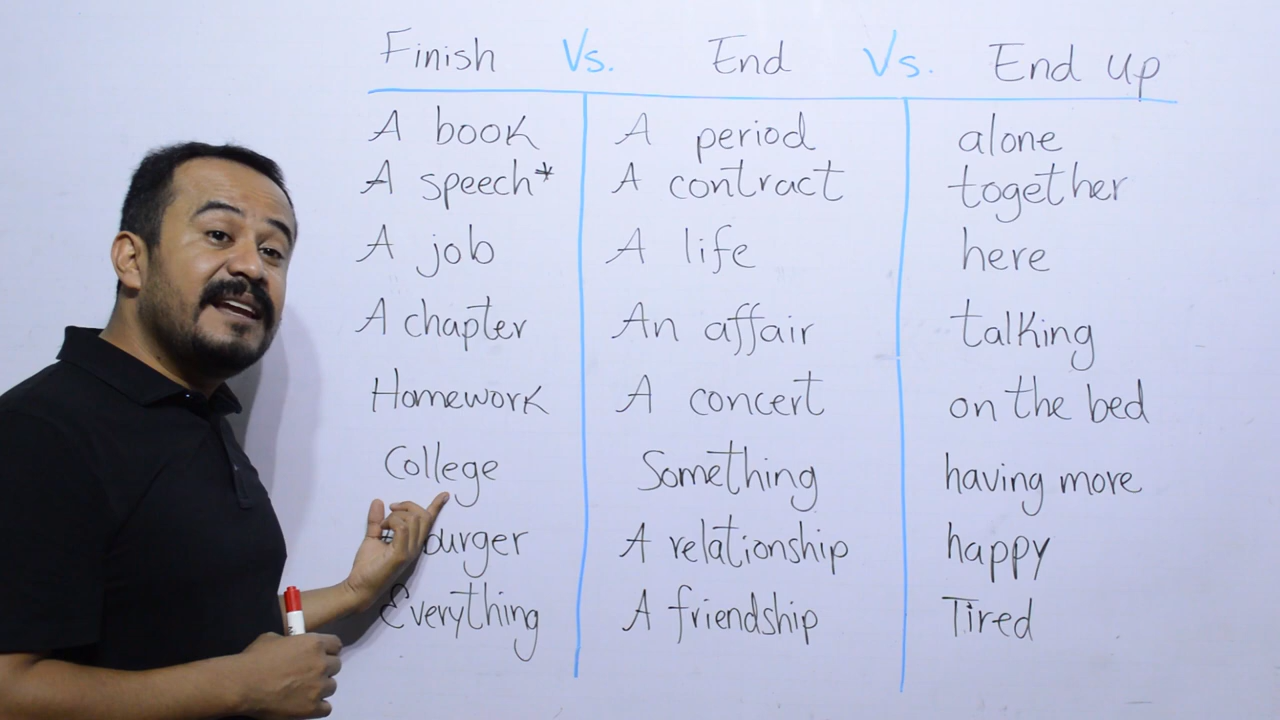 Finish Vs. End Vs. End up
A book A period alone
A speech* A contract together
A job A life here
A chapter An affair talking
Homework A concert on the bed
College Something having more
burger A relationship happy
Everything A friendship Tired